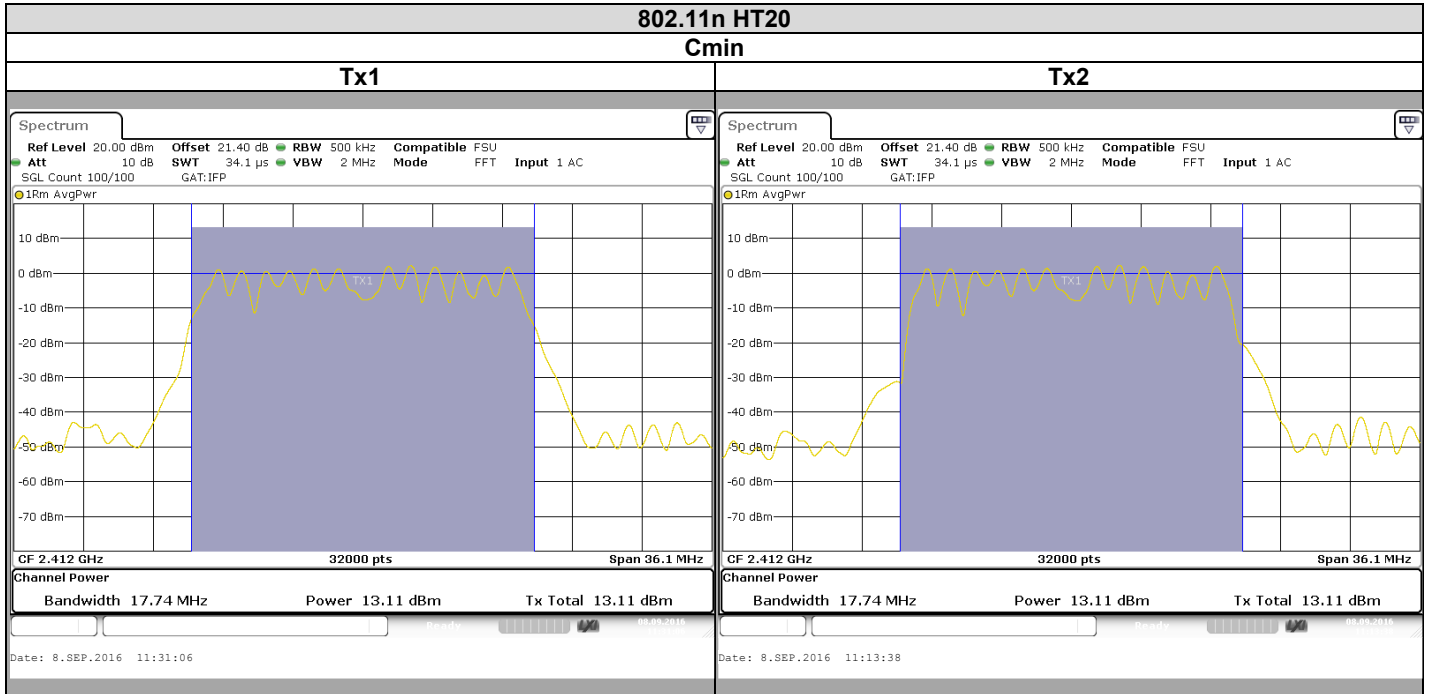 802.11n HT20
Cmin
Tx1
Tx2
Spectrum
Ref Level 20.00 dBm Offset 21.40 dB RBW 500 kHz Compatible FSU
Att 10 dB SWT 34.1 µs VBW 2 MHz Mode FFT Input 1 AC
SGL Count 100/100 GAT:IFP
1Rm AvgPwr
10 dBm
0 dBm
TX1
-10 dBm
-20 dBm
-30 dBm
-40 dBm
-50 dBm
-60 dBm
-70 dBm
CF 2.412 GHz 32000 pts Span 36.1 MHz
Channel Power
Bandwidth 17.74 MHz Power 13.11 dBm Tx Total 13.11 dBm
Ready 08.09.2016
Date: 8.SEP.2016 11:31:06
Spectrum
Ref Level 20.00 dBm Offset 21.40 dB RBW 500 kHz Compatible FSU
Att 10 dB SWT 34.1 µs VBW 2 MHz Mode FFT Input 1 AC
SGL Count 100/100 GAT:IFP
1Rm AvgPwr
10 dBm
0 dBm
TX1
-10 dBm
-20 dBm
-30 dBm
-40 dBm
-50 dBm
-60 dBm
-70 dBm
CF 2.412 GHz 32000 pts Span 36.1 MHz
Channel Power
Bandwidth 17.74 MHz Power 13.11 dBm Tx Total 13.11 dBm
Ready 08.09.2016
Date: 8.SEP.2016 11:13:38